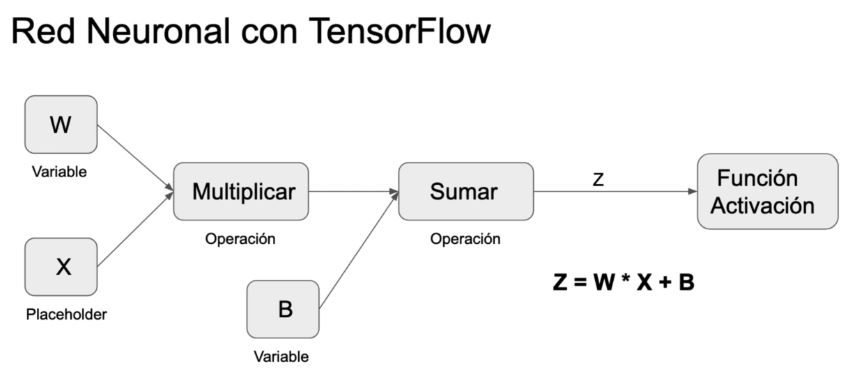 Red Neuronal con TensorFlow
W
Variable
X
Placeholder
Multiplicar
Operación
B
Variable
Sumar
Operación
Z
Función
Activación
Z = W * X + B